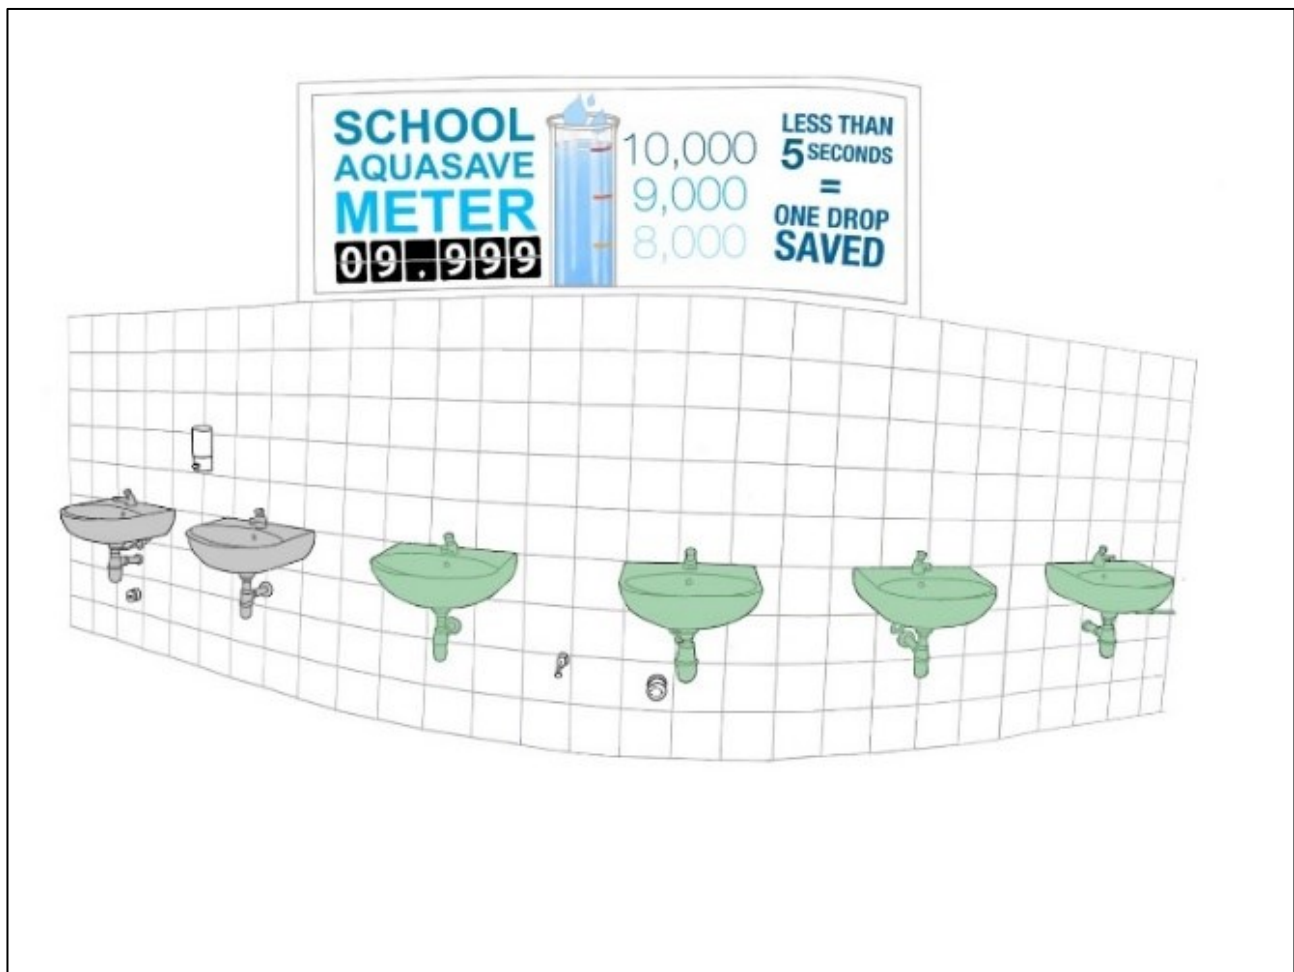 SCHOOL
AQUASAVE
METER
09.999
10,000
9,000
8,000
LESS THAN
5 SECONDS
=
ONE DROP
SAVED